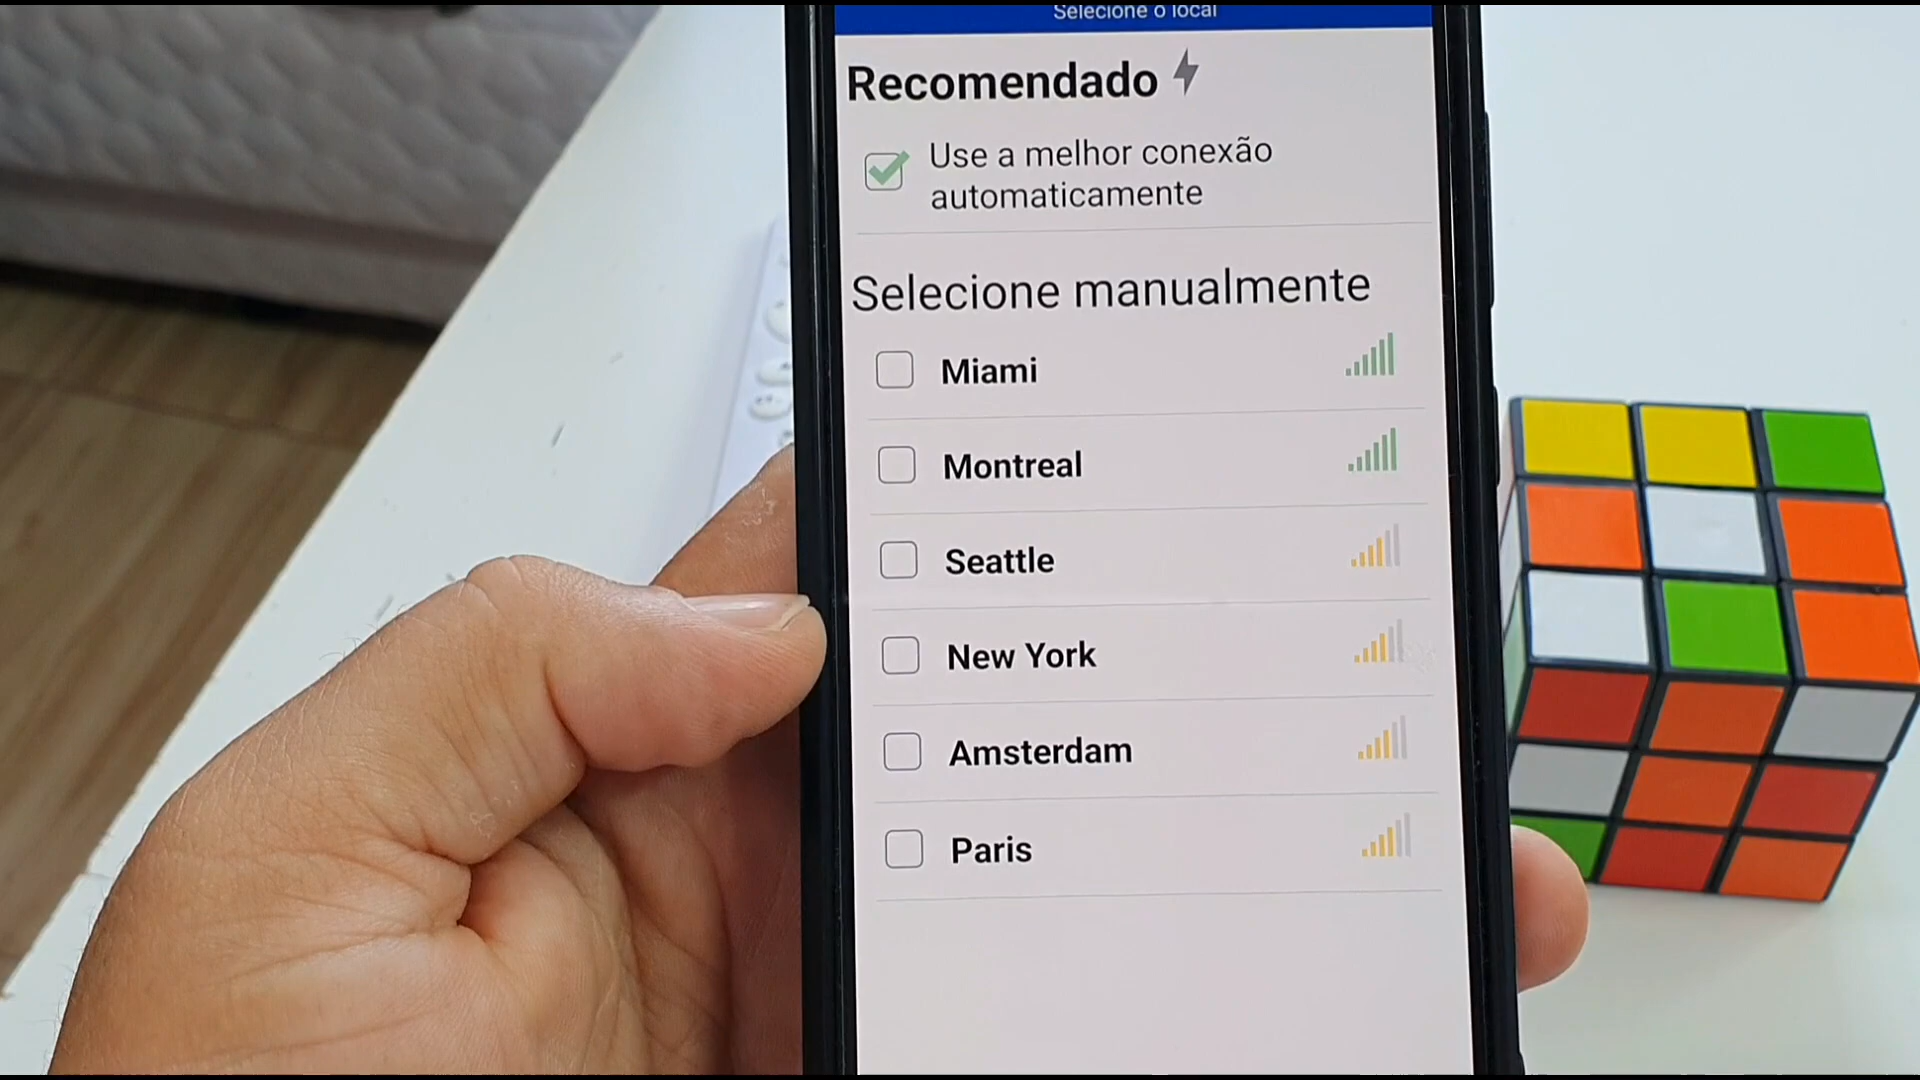 Selecione o local
Recomendado
Use a melhor conexão
automaticamente
Selecione manualmente
Miami
Montreal
Seattle
New York
Amsterdam
Paris